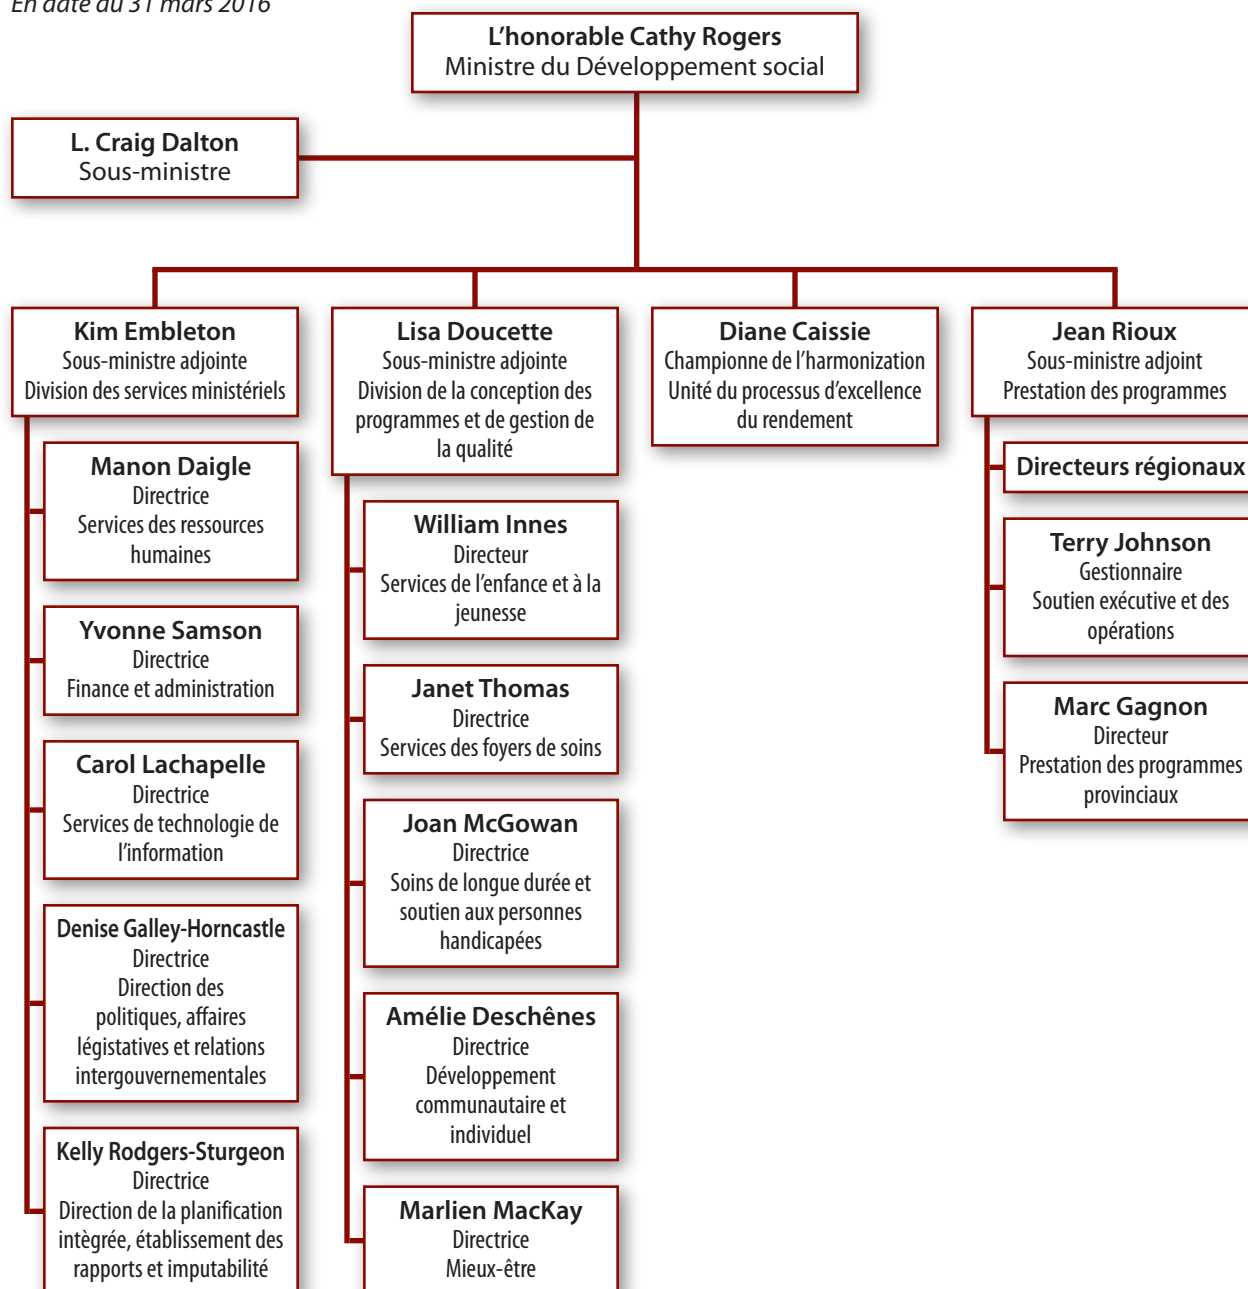 En date du 31 mars 2016
L'honorable Cathy Rogers
Ministre du Développement social
L. Craig Dalton
Sous-ministre
Kim Embleton
Sous-ministre adjointe
Division des services ministériels
Manon Daigle
Directrice
Services des ressources
humaines
Yvonne Samson
Directrice
Finance et administration
Carol Lachapelle
Directrice
Services de technologie de
l'information
Denise Galley-Horncastle
Directrice
Direction des
politiques, affaires
légistatives et relations
intergouvernementales
Kelly Rodgers-Sturgeon
Directrice
Direction de la planification
intègrée, établissement des
rapports et imputabilité
Lisa Doucette
Sous-ministre adjointe
Division de la conception des
programmes et de gestion de
la qualité
William Innes
Directeur
Services de l'enfance et à la
jeunesse
Janet Thomas
Directrice
Services des foyers de soins
Joan McGowan
Directrice
Soins de longue durée et
soutien aux personnes
handicapées
Amélie Deschênes
Directrice
Développement
communautaire et
individuel
Marlien MacKay
Directrice
Mieux-être
Diane Caissie
Championne de l'harmonization
Unité du processus d'excellence
du rendement
Jean Rioux
Sous-ministre adjoint
Prestation des programmes
Directeurs régionaux
Terry Johnson
Gestionnaire
Soutien exécutive et des
opérations
Marc Gagnon
Directeur
Prestation des programmes
provinciaux